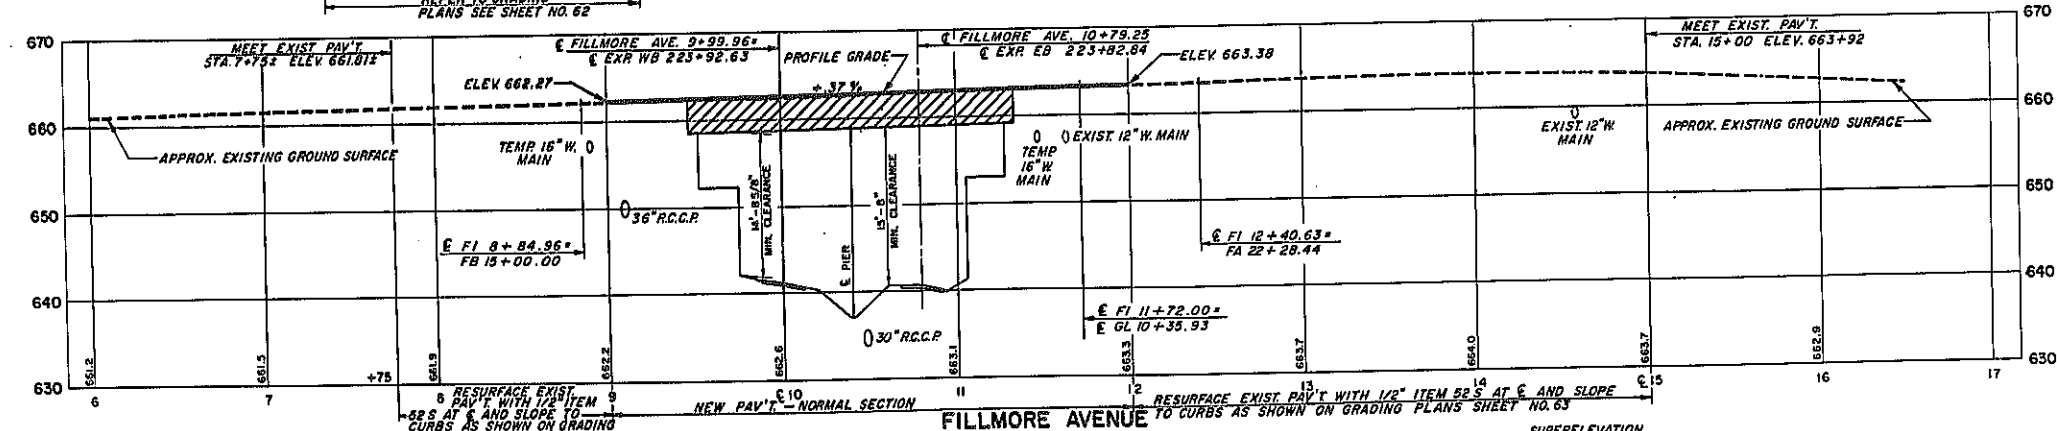 PLANS SEE SHEET NO. 62
670
MEET EXIST. PAV'T.
STA. 7+75± ELEV. 661.81±
℄ FILLMORE AVE. 9+99.96=
℄ EXP. WB 223+92.63
PROFILE GRADE
℄ FILLMORE AVE. 10+79.25
℄ EXP. EB 223+82.84
ELEV. 663.38
MEET EXIST. PAV'T.
STA. 15+00 ELEV. 663+92
670
ELEV. 662.27
+.37 %
660
APPROX. EXISTING GROUND SURFACE
TEMP. 16" W.
MAIN
TEMP
16" W.
MAIN
EXIST. 12" W. MAIN
EXIST. 12" W.
MAIN
APPROX. EXISTING GROUND SURFACE
660
14'-8 5/8"
MIN. CLEARANCE
℄ PIER
15'-8"
MIN. CLEARANCE
650
36" R.C.C.P.
650
℄ FI 8+84.96=
FB 15+00.00
℄ FI 12+40.63=
FA 22+28.44
640
℄ FI 11+72.00=
℄ GL 10+35.93
640
30" R.C.C.P.
661.2
661.5
661.9
662.2
662.6
663.1
663.3
663.7
664.0
663.7
662.9
630
+75
630
6 7 8 9 10 11 12 13 14 15 16 17
RESURFACE EXIST.
PAV'T. WITH 1/2" ITEM
52 S AT ℄ AND SLOPE TO
CURBS AS SHOWN ON GRADING
NEW PAV'T. - NORMAL SECTION
RESURFACE EXIST. PAV'T. WITH 1/2" ITEM 52 S AT ℄ AND SLOPE
TO CURBS AS SHOWN ON GRADING PLANS SHEET NO. 63
FILLMORE AVENUE
SUPERELEVATION